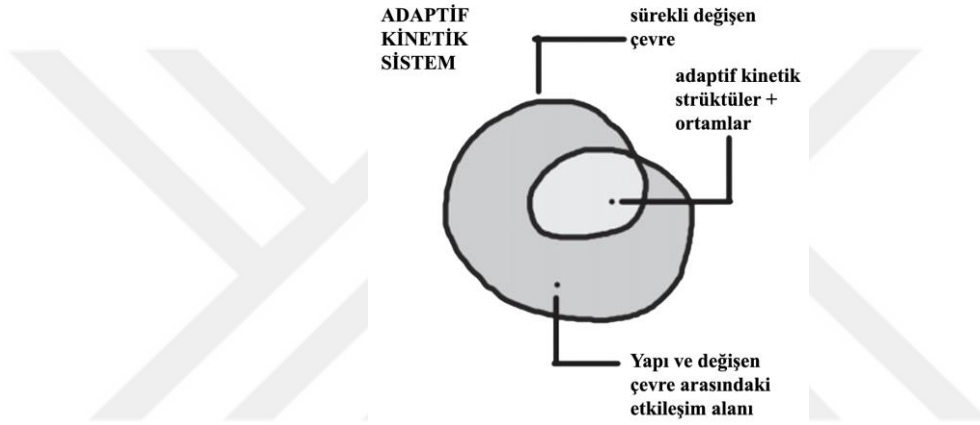 ADAPTİF
KİNETİK
SİSTEM
sürekli değişen
çevre
adaptif kinetik
strüktüler +
ortamlar
Yapı ve değişen
çevre arasındaki
etkileşim alanı